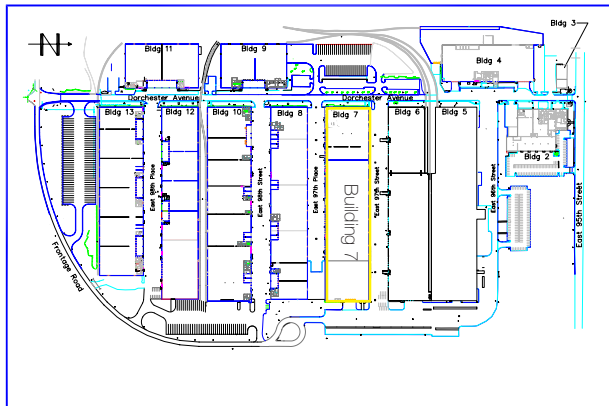 Bldg 3
N
Bldg 11
Bldg 9
Bldg 4
Dorchester Avenue
Dorchester Avenue
Bldg 13
Bldg 12
Bldg 10
Bldg 8
Bldg 7
Bldg 6
Bldg 5
Bldg 2
East 98th Place
East 98th Street
East 97th Place
East 97th Street
East 96th Street
East 95th Street
Building 7
Frontage Road